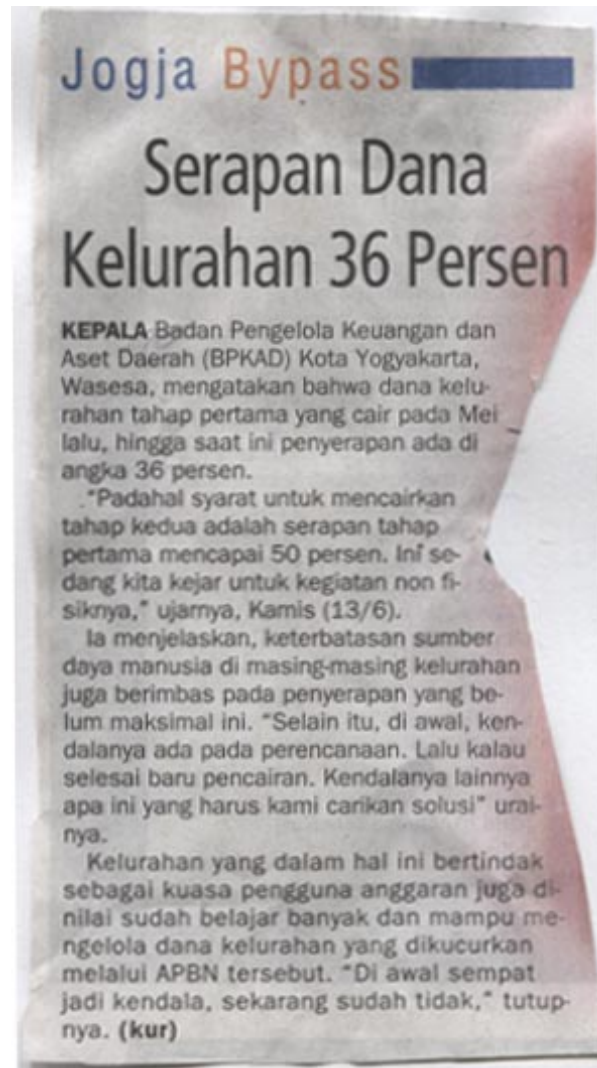 Jogja Bypass
Serapan Dana
Kelurahan 36 Persen
KEPALA Badan Pengelola Keuangan dan
Aset Daerah (BPKAD) Kota Yogyakarta,
Wasesa, mengatakan bahwa dana kelu-
rahan tahap pertama yang cair pada Mei
lalu, hingga saat ini penyerapan ada di
angka 36 persen.
"Padahal syarat untuk mencairkan
tahap kedua adalah serapan tahap
pertama mencapai 50 persen. Ini se-
dang kita kejar untuk kegiatan non fi-
siknya," ujarnya, Kamis (13/6).
Ia menjelaskan, keterbatasan sumber
daya manusia di masing-masing kelurahan
juga berimbas pada penyerapan yang be-
lum maksimal ini. "Selain itu, di awal, ken-
dalanya ada pada perencanaan. Lalu kalau
selesai baru pencairan. Kendalanya lainnya
apa ini yang harus kami carikan solusi" urai-
nya.
Kelurahan yang dalam hal ini bertindak
sebagai kuasa pengguna anggaran juga di-
nilai sudah belajar banyak dan mampu me-
ngelola dana kelurahan yang dikucurkan
melalui APBN tersebut. "Di awal sempat
jadi kendala, sekarang sudah tidak," tutup-
nya. (kur)